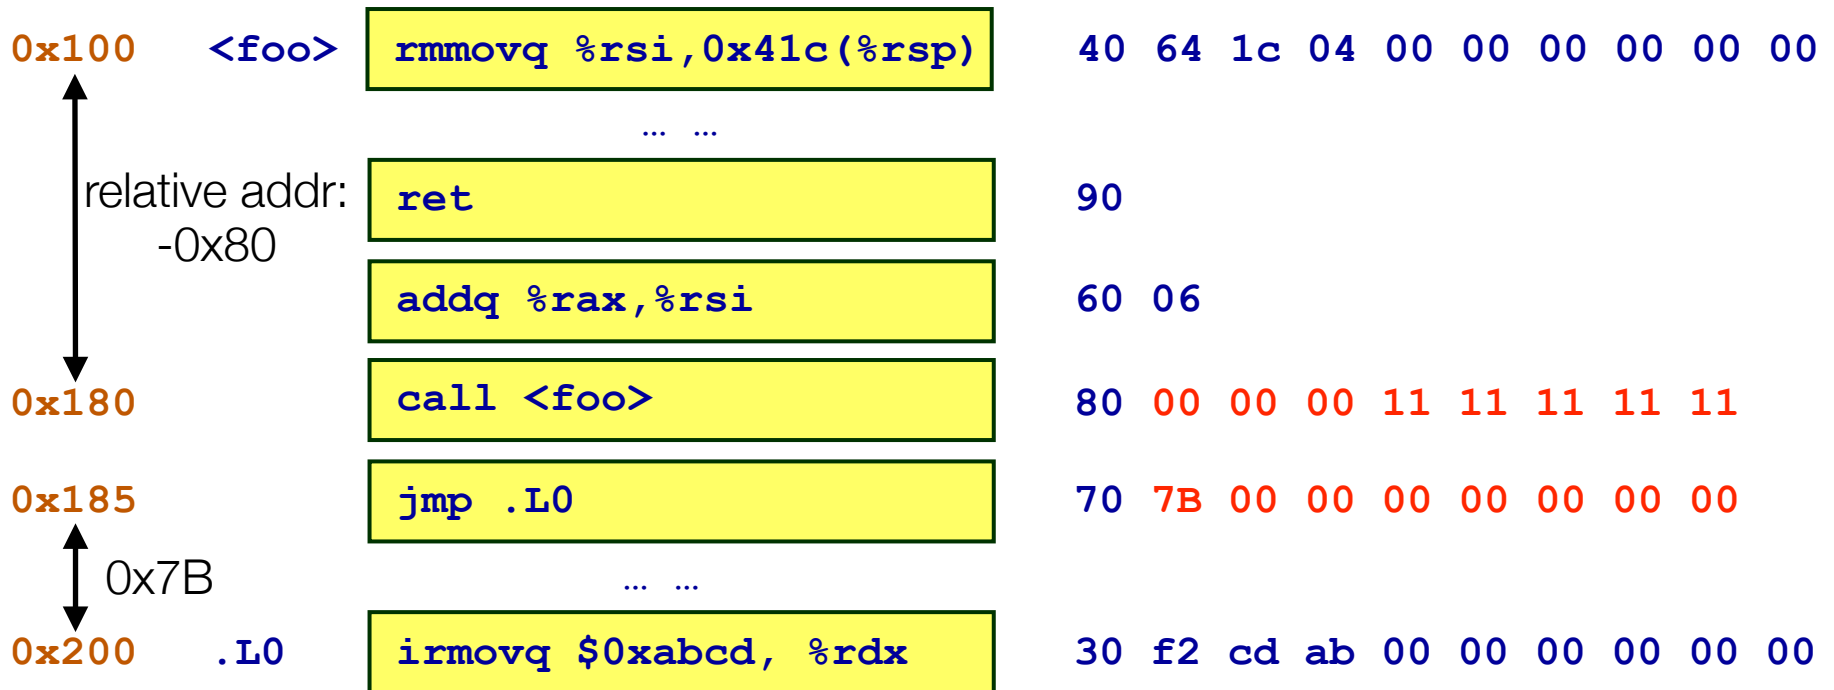 0x100 <foo> rmmovq %rsi,0x41c(%rsp) 40 64 1c 04 00 00 00 00 00 00
… …
relative addr:
-0x80
ret 90
addq %rax,%rsi 60 06
0x180 call <foo> 80 00 00 00 11 11 11 11 11
0x185 jmp .L0 70 7B 00 00 00 00 00 00 00
0x7B
… …
0x200 .L0 irmovq $0xabcd, %rdx 30 f2 cd ab 00 00 00 00 00 00